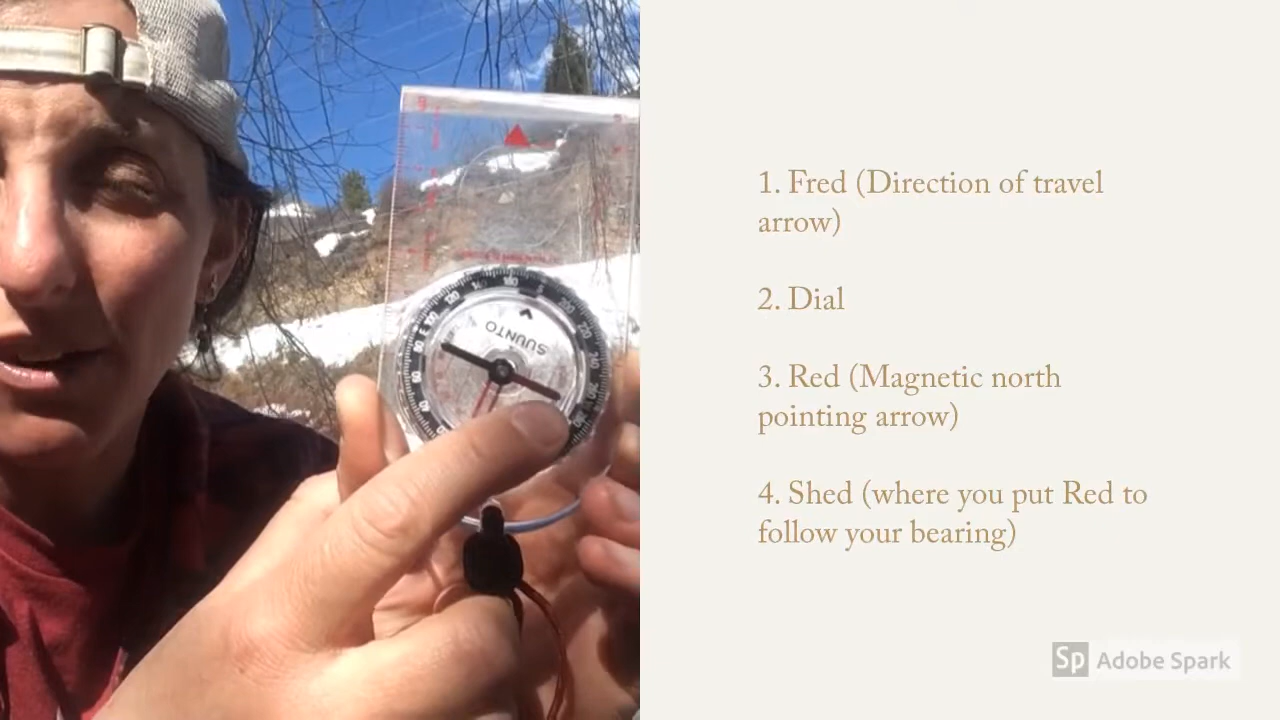 1. Fred (Direction of travel
arrow)
2. Dial
3. Red (Magnetic north
pointing arrow)
4. Shed (where you put Red to
follow your bearing)
SUUNTO
Sp Adobe Spark